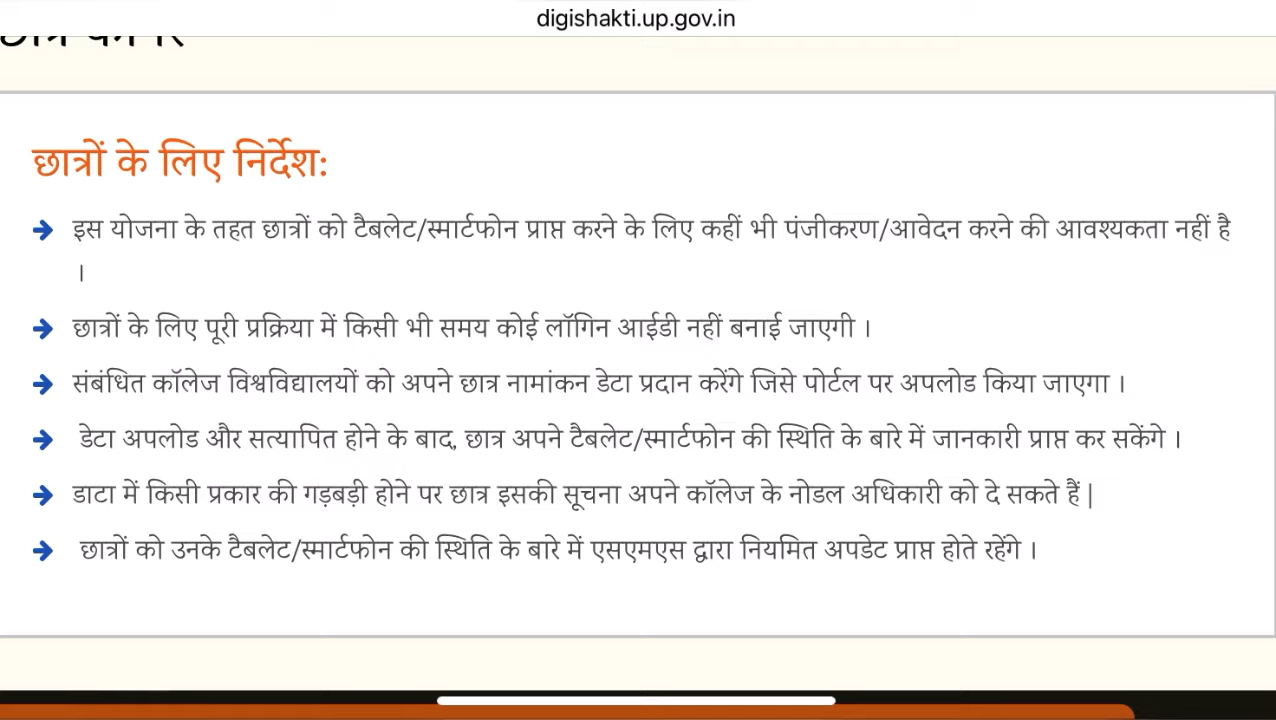 digishakti.up.gov.in
छात्रों के लिए निर्देश:
इस योजना के तहत छात्रों को टैबलेट/स्मार्टफोन प्राप्त करने के लिए कहीं भी पंजीकरण/आवेदन करने की आवश्यकता नहीं है
।
छात्रों के लिए पूरी प्रक्रिया में किसी भी समय कोई लॉगिन आईडी नहीं बनाई जाएगी ।
संबंधित कॉलेज विश्वविद्यालयों को अपने छात्र नामांकन डेटा प्रदान करेंगे जिसे पोर्टल पर अपलोड किया जाएगा ।
डेटा अपलोड और सत्यापित होने के बाद, छात्र अपने टैबलेट/स्मार्टफोन की स्थिति के बारे में जानकारी प्राप्त कर सकेंगे ।
डाटा में किसी प्रकार की गड़बड़ी होने पर छात्र इसकी सूचना अपने कॉलेज के नोडल अधिकारी को दे सकते हैं |
छात्रों को उनके टैबलेट/स्मार्टफोन की स्थिति के बारे में एसएमएस द्वारा नियमित अपडेट प्राप्त होते रहेंगे ।